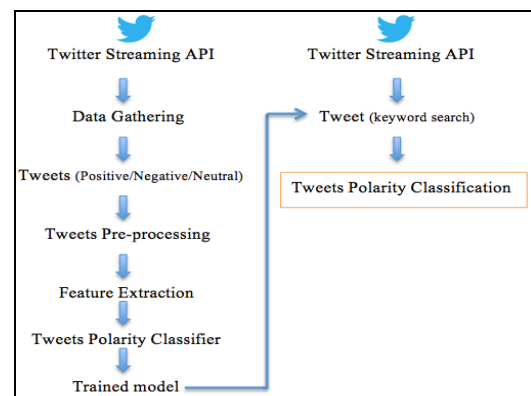 Twitter Streaming API
Data Gathering
Tweets (Positive/Negative/Neutral)
Tweets Pre-processing
Feature Extraction
Tweets Polarity Classifier
Trained model
Twitter Streaming API
Tweet (keyword search)
Tweets Polarity Classification